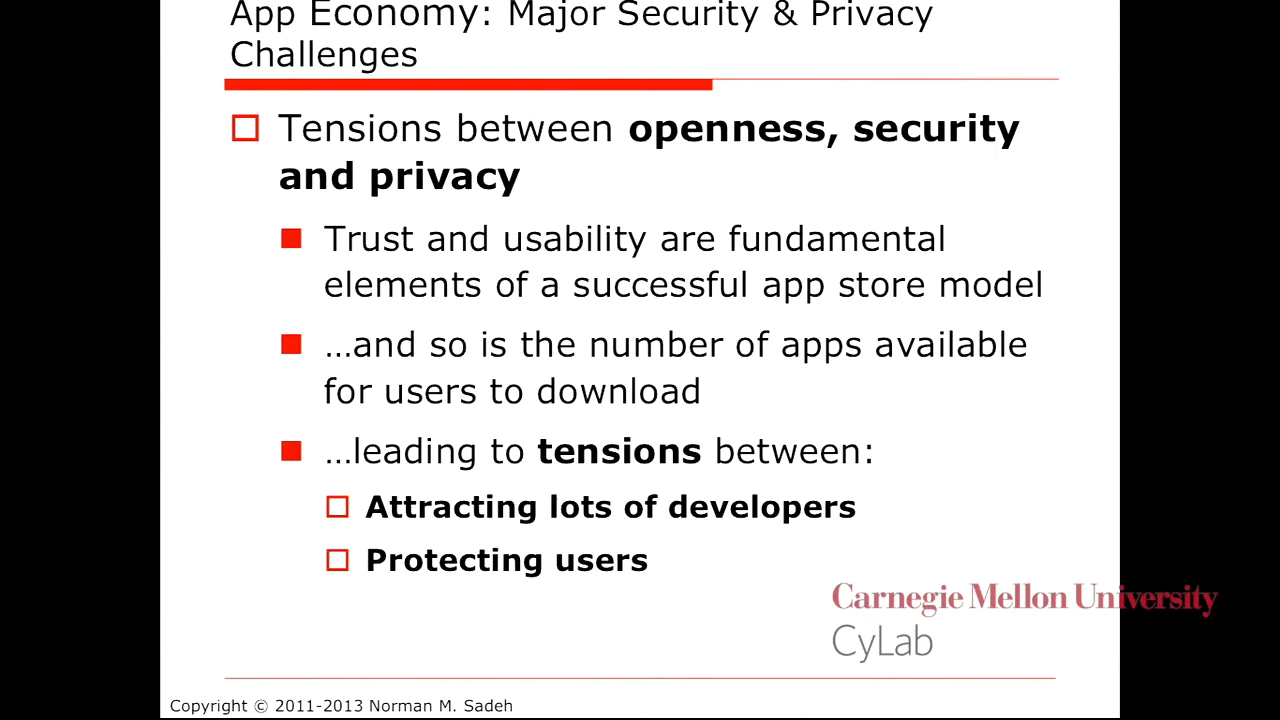 App Economy: Major Security & Privacy
Challenges
Tensions between openness, security
and privacy
Trust and usability are fundamental
elements of a successful app store model
…and so is the number of apps available
for users to download
…leading to tensions between:
Attracting lots of developers
Protecting users
Carnegie Mellon University
CyLab
Copyright © 2011-2013 Norman M. Sadeh